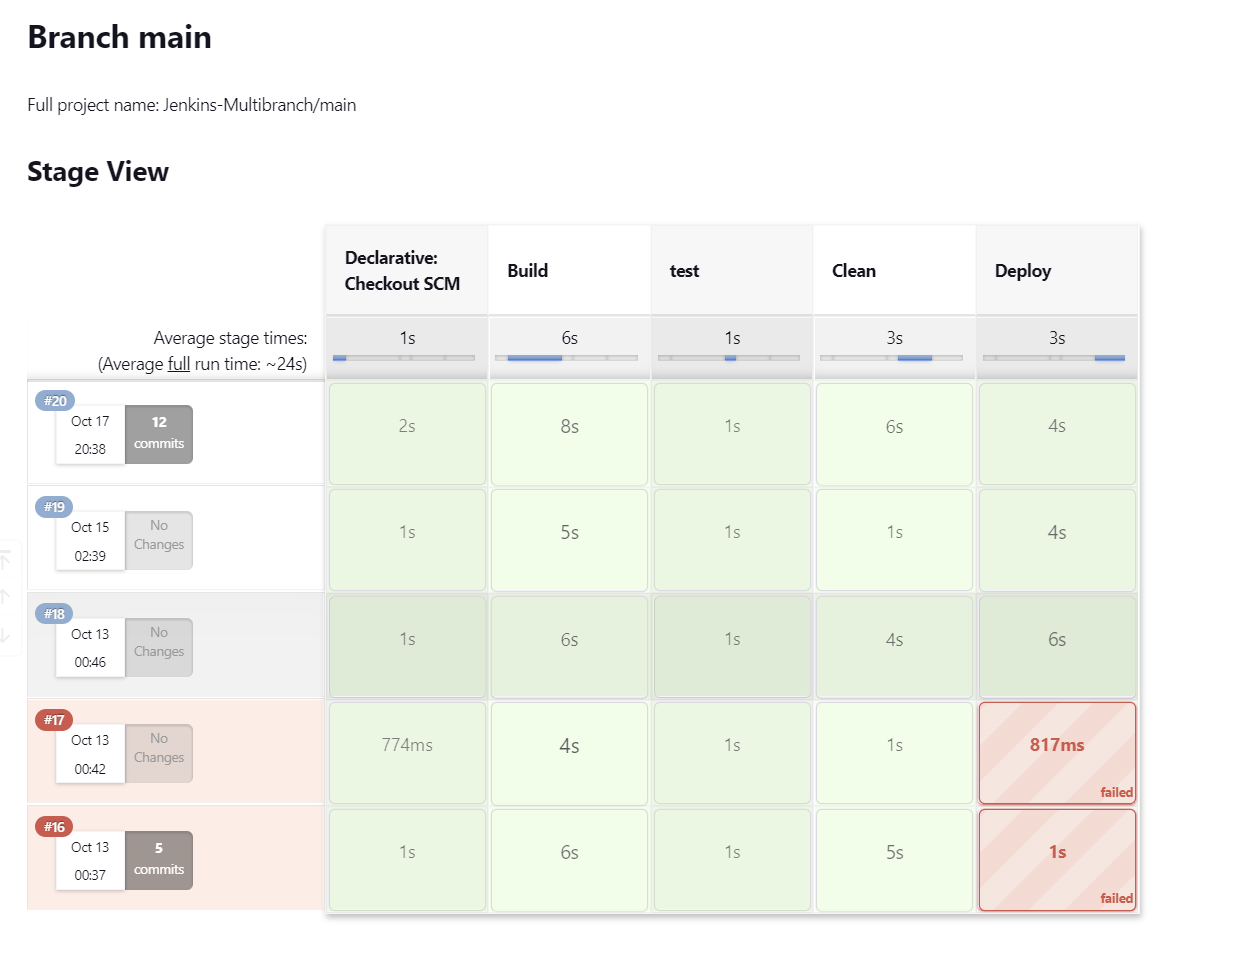 Branch main
Full project name: Jenkins-Multibranch/main
Stage View
Declarative:
Checkout SCM
Build
test
Clean
Deploy
Average stage times:
(Average full run time: ~24s)
1s
6s
1s
3s
3s
#20
Oct 17
20:38
12
commits
2s
8s
1s
6s
4s
#19
Oct 15
02:39
No
Changes
1s
5s
1s
1s
4s
#18
Oct 13
00:46
No
Changes
1s
6s
1s
4s
6s
#17
Oct 13
00:42
No
Changes
774ms
4s
1s
1s
817ms
failed
#16
Oct 13
00:37
5
commits
1s
6s
1s
5s
1s
failed